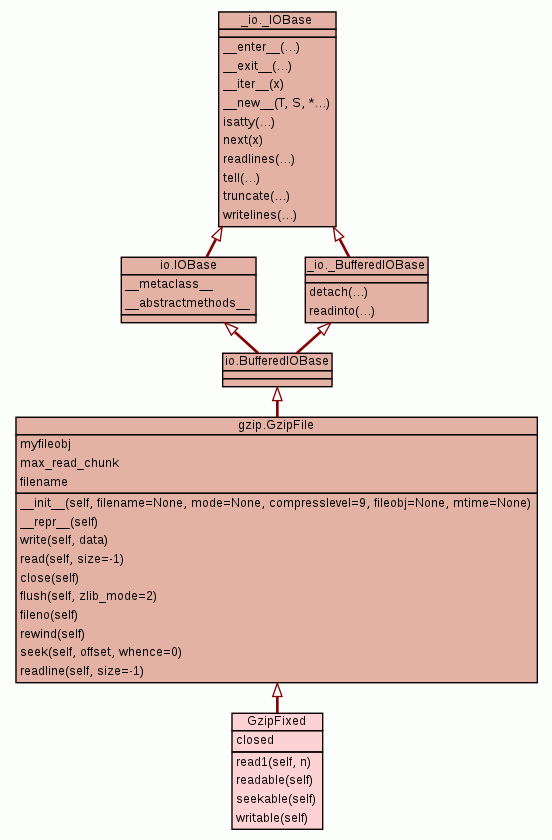 _io._IOBase
__enter__(...)
__exit__(...)
__iter__(x)
__new__(T, S, *...)
isatty(...)
next(x)
readlines(...)
tell(...)
truncate(...)
writelines(...)
io.IOBase
__metaclass__
__abstractmethods__
_io._BufferedIOBase
detach(...)
readinto(...)
io.BufferedIOBase
gzip.GzipFile
myfileobj
max_read_chunk
filename
__init__(self, filename=None, mode=None, compresslevel=9, fileobj=None, mtime=None)
__repr__(self)
write(self, data)
read(self, size=-1)
close(self)
flush(self, zlib_mode=2)
fileno(self)
rewind(self)
seek(self, offset, whence=0)
readline(self, size=-1)
GzipFixed
closed
read1(self, n)
readable(self)
seekable(self)
writable(self)